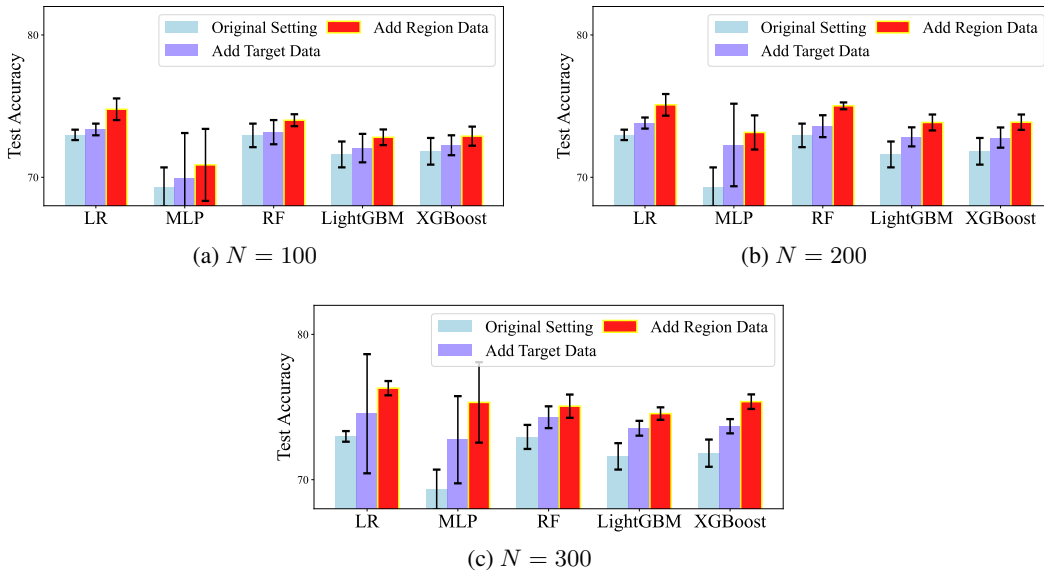 80
70
Test Accuracy
Original Setting
Add Target Data
Add Region Data
LR MLP RF LightGBM XGBoost
(a) N = 100
80
70
Test Accuracy
Original Setting
Add Target Data
Add Region Data
LR MLP RF LightGBM XGBoost
(b) N = 200
80
70
Test Accuracy
Original Setting
Add Target Data
Add Region Data
LR MLP RF LightGBM XGBoost
(c) N = 300